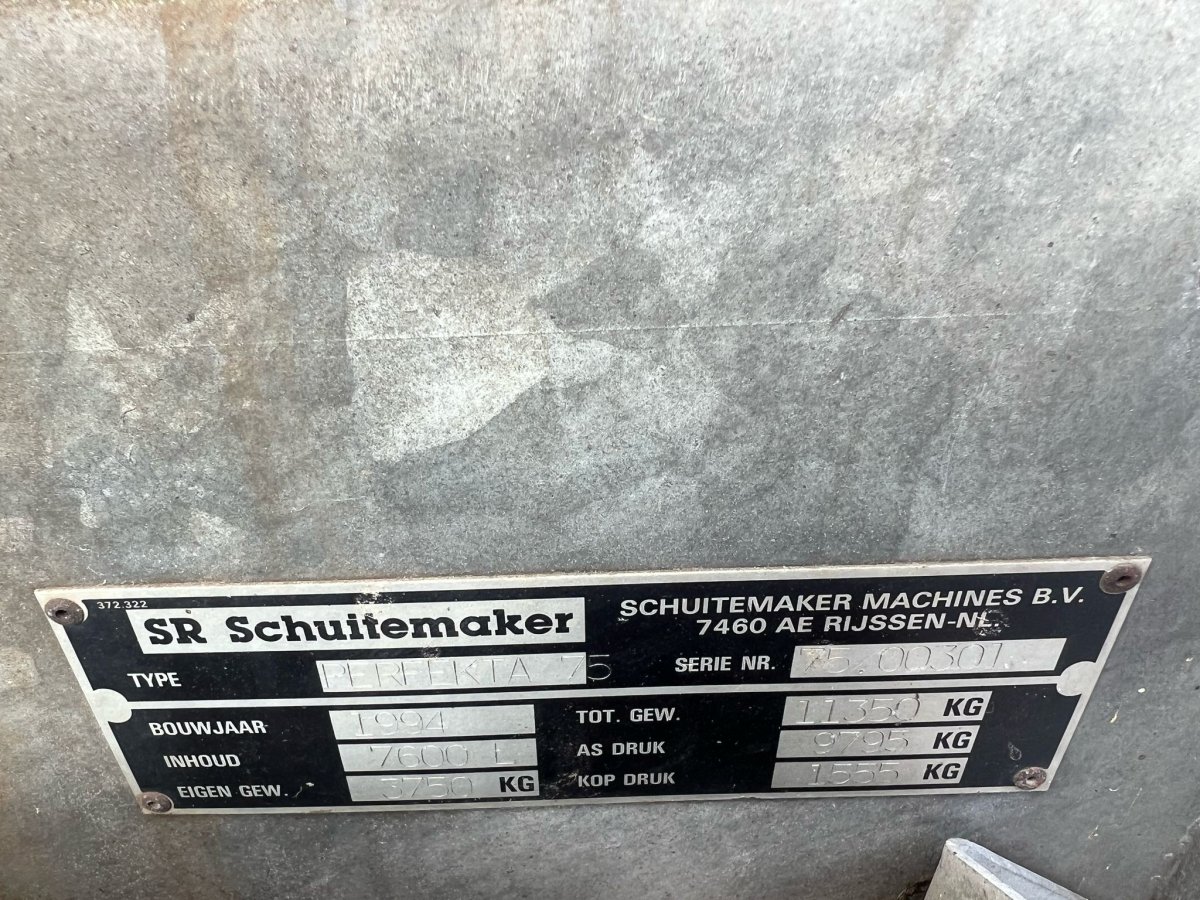 372.322
SR Schuitemaker
SCHUITEMAKER MACHINES B.V.
7460 AE RIJSSEN-NL.
TYPE PERFEKTA 75
SERIE NR. 75.00301
BOUWJAAR 1994
TOT. GEW. 11350 KG
INHOUD 7600 L
AS DRUK 9795 KG
EIGEN GEW. 3750 KG
KOP DRUK 1555 KG